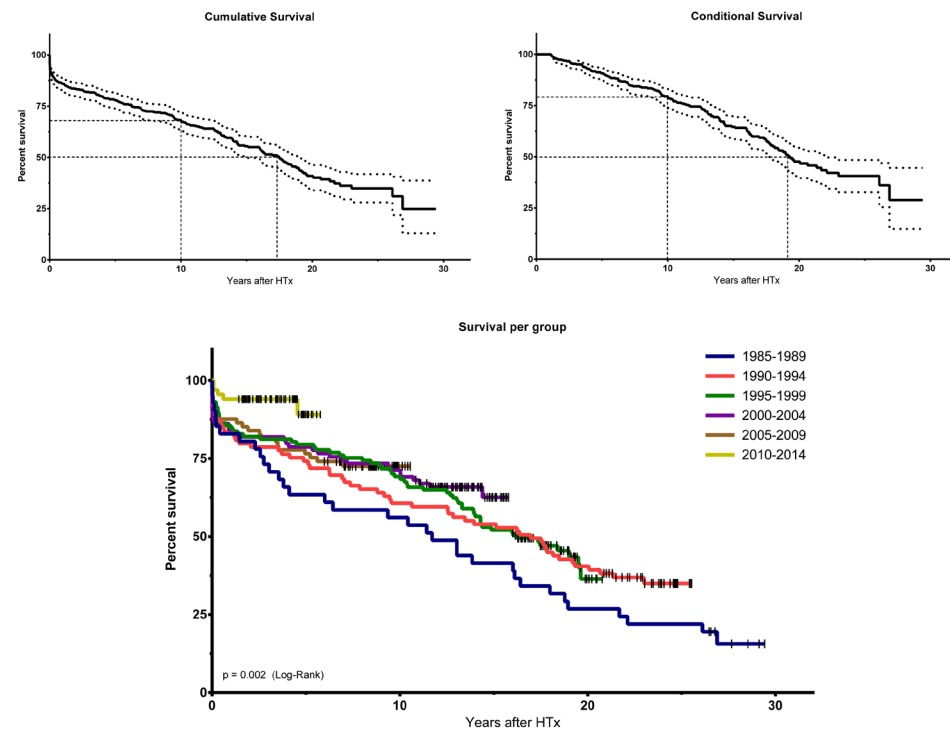 Cumulative Survival
Percent survival
100
75
50
25
0
0 10 20 30
Years after HTx
Conditional Survival
Percent survival
100
75
50
25
0
0 10 20 30
Years after HTx
Survival per group
Percent survival
100
75
50
25
0
1985-1989
1990-1994
1995-1999
2000-2004
2005-2009
2010-2014
p = 0.002 (Log-Rank)
0 10 20 30
Years after HTx